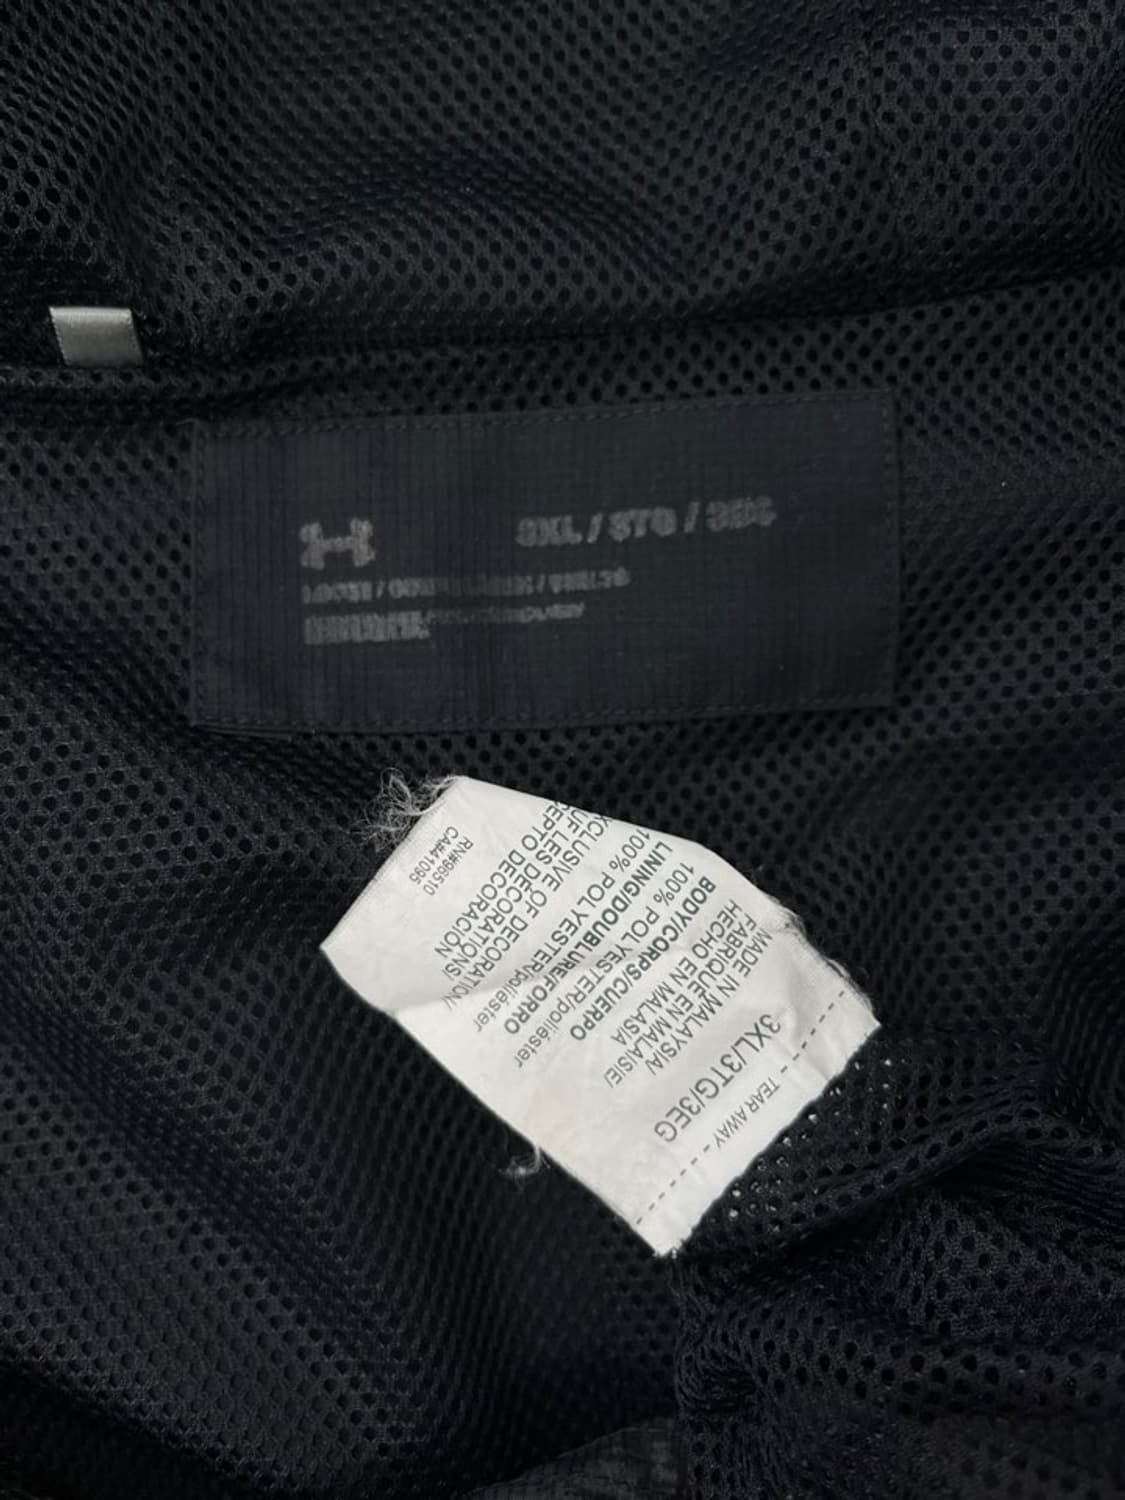 3XL / 3TG / 3EG
LOOSE /
TEAR AWAY
3XL/3TG/3EG
MADE IN MALAYSIA/
FABRIQUE EN MALAISIE/
HECHO EN MALASIA
BODY/CORPS/CUERPO
100% POLYESTER/poliéster
LINING/DOUBLURE/FORRO
100% POLYESTER/poliéster
EXCLUSIVE OF DECORATION/
SAUF LES DÉCORATIONS/
EXCEPTO DECORACIÓN
RN#96510
CA#41095